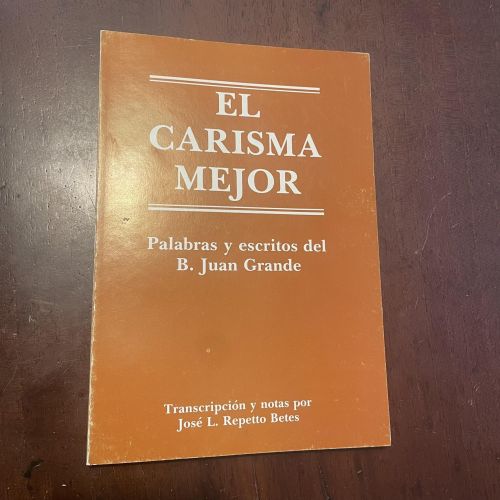 EL
CARISMA
MEJOR
Palabras y escritos del
B. Juan Grande
Transcripción y notas por
José L. Repetto Betes